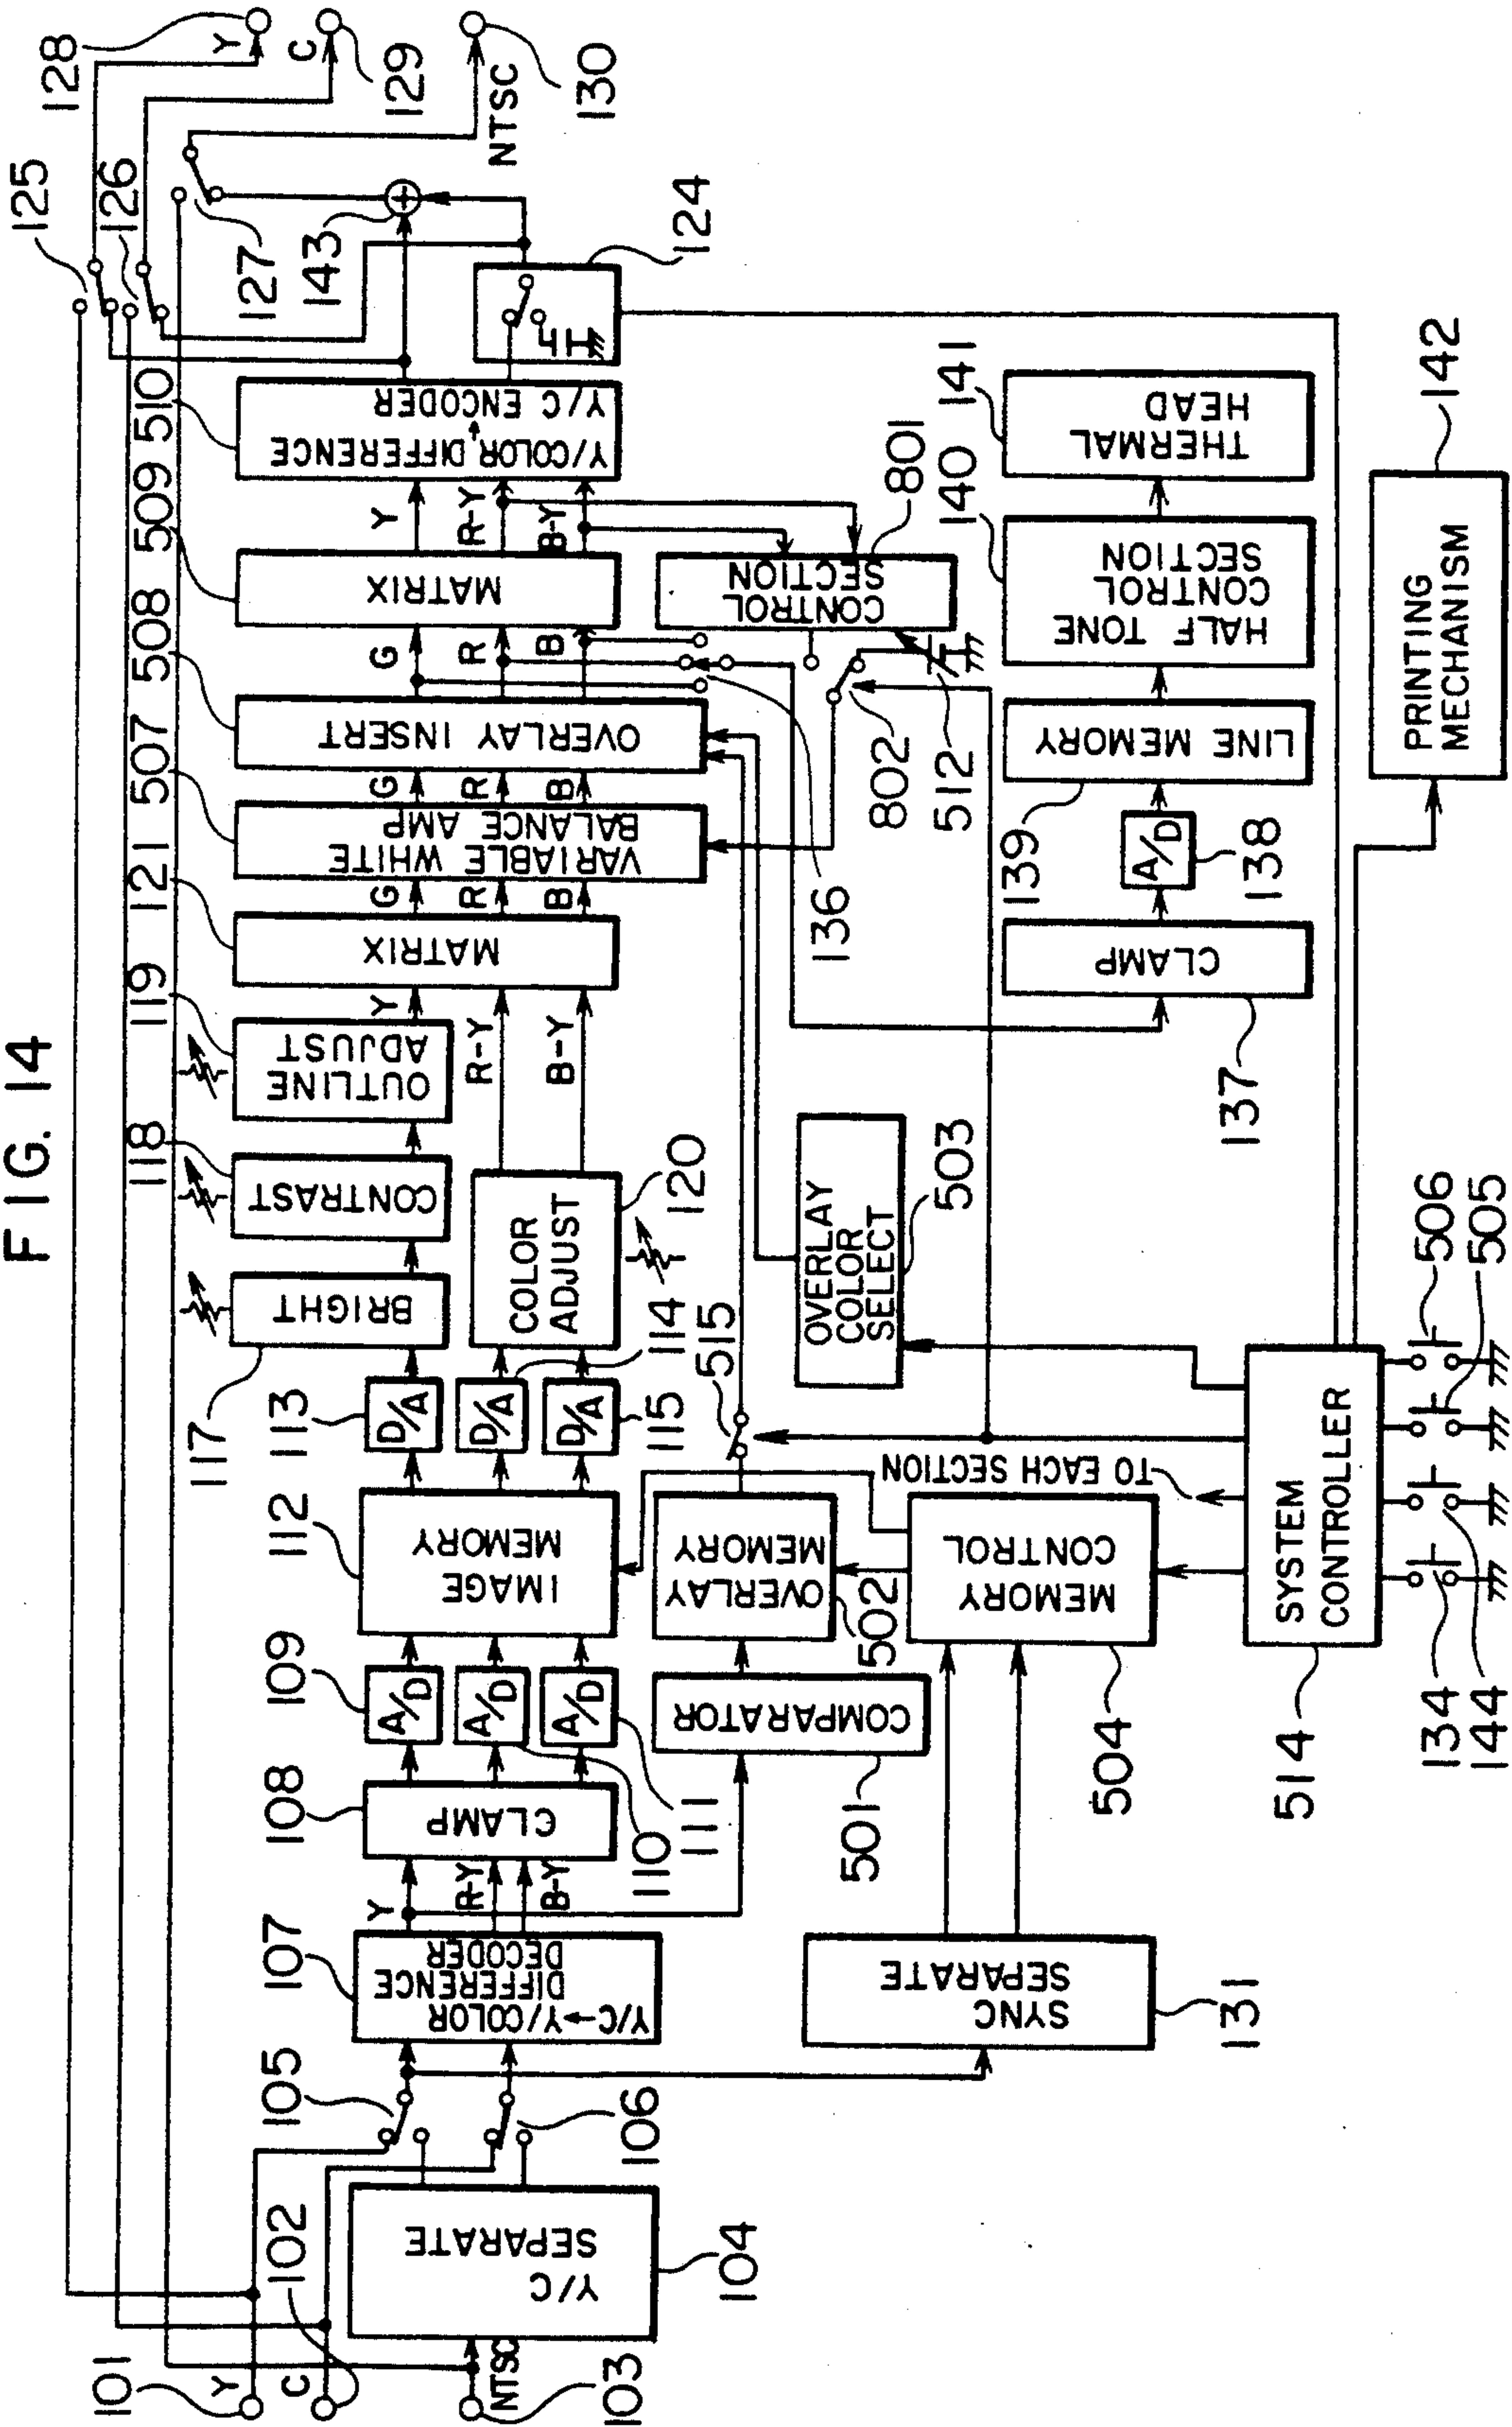 FIG. 14
101
Y
C
102
NTSC
103
Y/C
SEPARATE
104
105
106
107
Y/C→Y/COLOR
DIFFERENCE
DECODER
Y
R-Y
B-Y
108
CLAMP
109
A/D
A/D
A/D
110
111
112
IMAGE
MEMORY
113
D/A
D/A
D/A
114
115
117
BRIGHT
118
CONTRAST
119
OUTLINE
ADJUST
120
COLOR
ADJUST
Y
R-Y
B-Y
121
MATRIX
G
R
B
507
VARIABLE WHITE
BALANCE AMP
G
R
B
508
OVERLAY INSERT
G
R
B
509
MATRIX
Y
R-Y
B-Y
510
Y/COLOR DIFFERENCE
→
Y/C ENCODER
125
126
127
143
124
128
Y
C
129
NTSC
130
131
SYNC
SEPARATE
501
COMPARATOR
502
OVERLAY
MEMORY
504
MEMORY
CONTROL
515
TO EACH SECTION
503
OVERLAY
COLOR
SELECT
514
SYSTEM
CONTROLLER
134
144
505
506
136
802
512
801
CONTROL
SECTION
137
CLAMP
138
A/D
139
LINE MEMORY
140
HALF TONE
CONTROL
SECTION
141
THERMAL
HEAD
142
PRINTING
MECHANISM